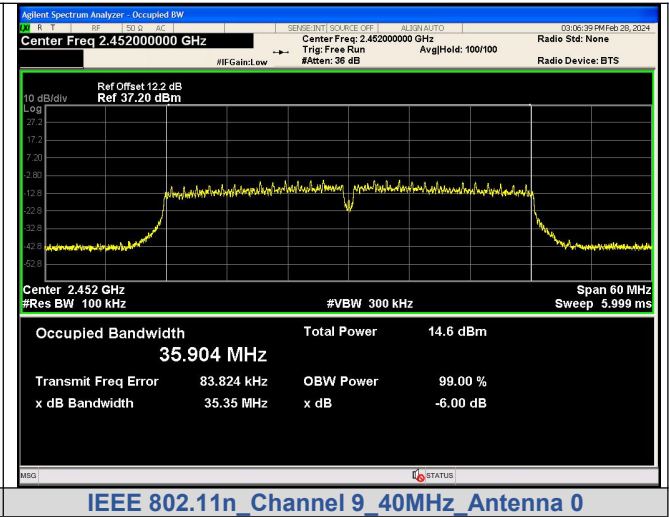 Agilent Spectrum Analyzer - Occupied BW
R T RF 50 Ω AC SENSE:INT SOURCE OFF ALIGN AUTO 03:06:39 PM Feb 28, 2024
Center Freq 2.452000000 GHz Center Freq: 2.452000000 GHz Radio Std: None
Trig: Free Run Avg|Hold: 100/100
#IFGain:Low #Atten: 36 dB Radio Device: BTS
Ref Offset 12.2 dB
10 dB/div Ref 37.20 dBm
Log
27.2
17.2
7.20
-2.80
-12.8
-22.8
-32.8
-42.8
-52.8
Center 2.452 GHz Span 60 MHz
#Res BW 100 kHz #VBW 300 kHz Sweep 5.999 ms
Occupied Bandwidth Total Power 14.6 dBm
35.904 MHz
Transmit Freq Error 83.824 kHz OBW Power 99.00 %
x dB Bandwidth 35.35 MHz x dB -6.00 dB
MSG STATUS
IEEE 802.11n_Channel 9_40MHz_Antenna 0